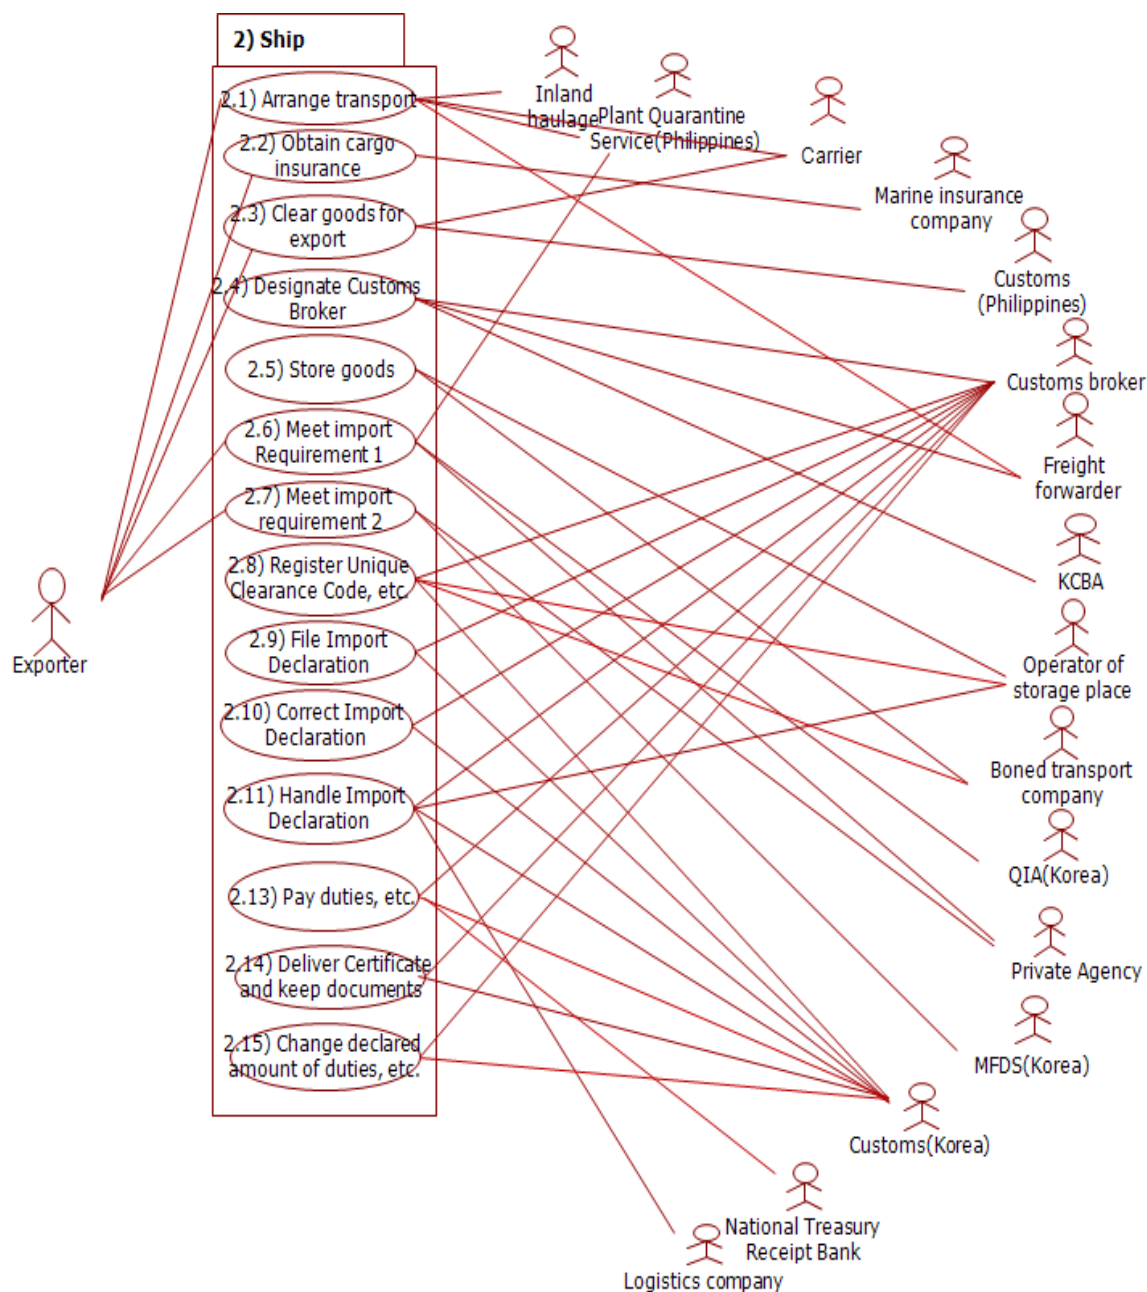 2) Ship
2.1) Arrange transport
2.2) Obtain cargo
insurance
2.3) Clear goods for
export
2.4) Designate Customs
Broker
2.5) Store goods
2.6) Meet import
Requirement 1
2.7) Meet import
requirement 2
2.8) Register Unique
Clearance Code, etc.
2.9) File Import
Declaration
2.10) Correct Import
Declaration
2.11) Handle Import
Declaration
2.13) Pay duties, etc.
2.14) Deliver Certificate
and keep documents
2.15) Change declared
amount of duties, etc.
Exporter
Inland
haulage
Plant Quarantine
Service(Philippines)
Carrier
Marine insurance
company
Customs
(Philippines)
Customs broker
Freight
forwarder
KCBA
Operator of
storage place
Boned transport
company
QIA(Korea)
Private Agency
MFDS(Korea)
Customs(Korea)
National Treasury
Receipt Bank
Logistics company